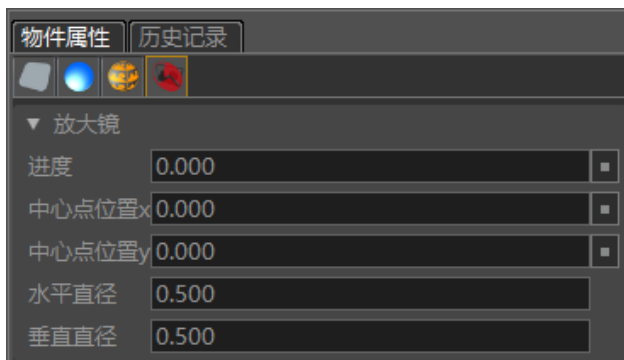 物件属性 历史记录
▼ 放大镜
进度 0.000
中心点位置x 0.000
中心点位置y 0.000
水平直径 0.500
垂直直径 0.500